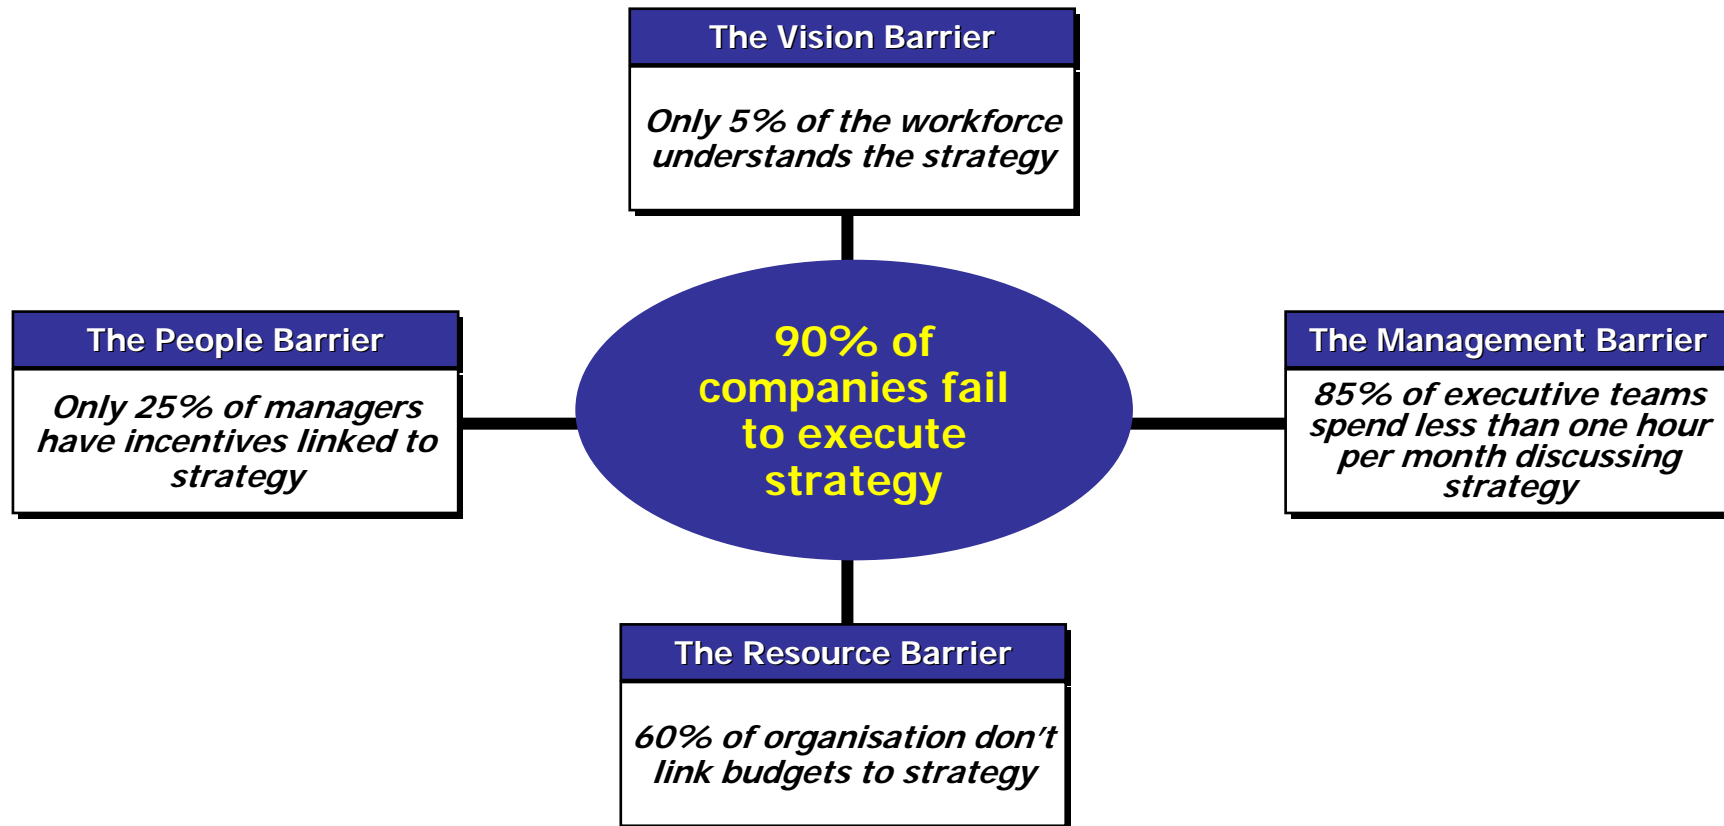 The Vision Barrier
Only 5% of the workforce
understands the strategy
The People Barrier
Only 25% of managers
have incentives linked to
strategy
90% of
companies fail
to execute
strategy
The Management Barrier
85% of executive teams
spend less than one hour
per month discussing
strategy
The Resource Barrier
60% of organisation don't
link budgets to strategy